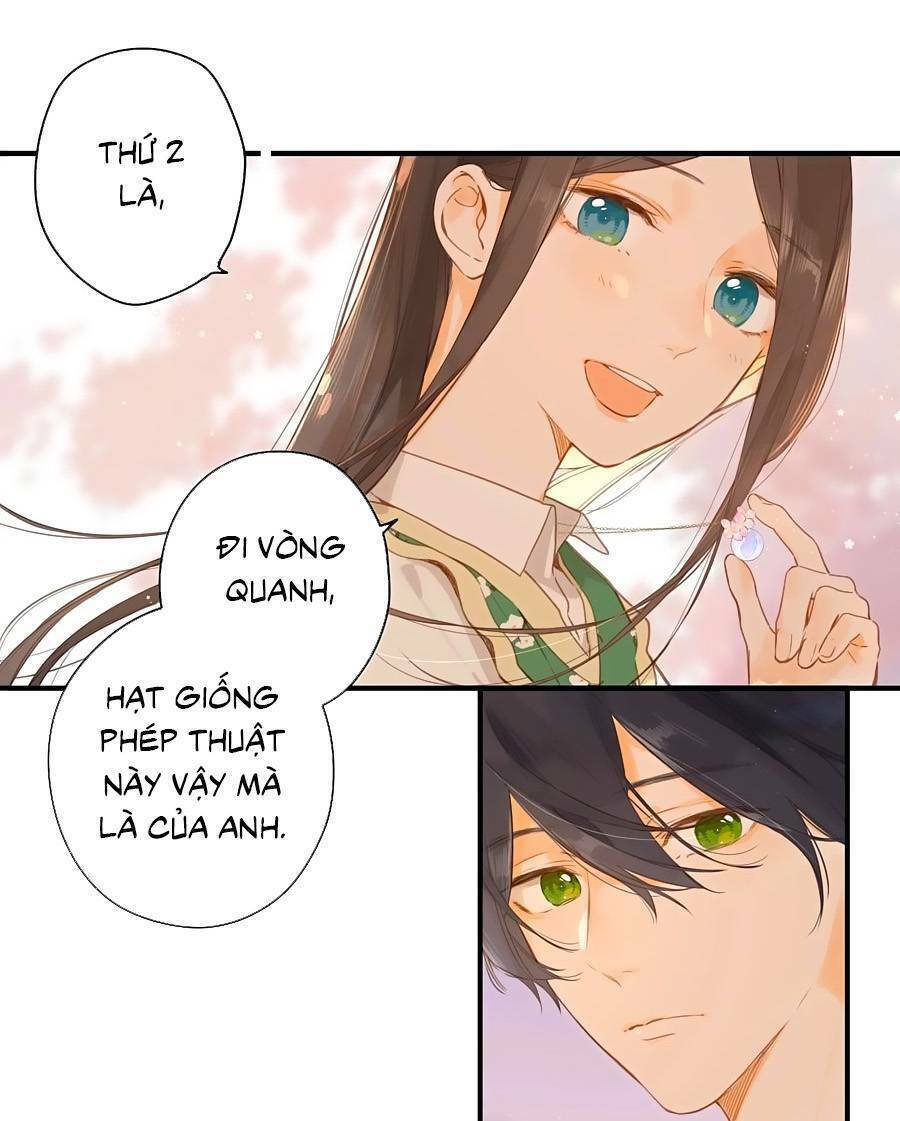 THỨ 2
LÀ,
ĐI VÒNG
QUANH,
HẠT GIỐNG
PHÉP THUẬT
NÀY VẬY MÀ
LÀ CỦA ANH.